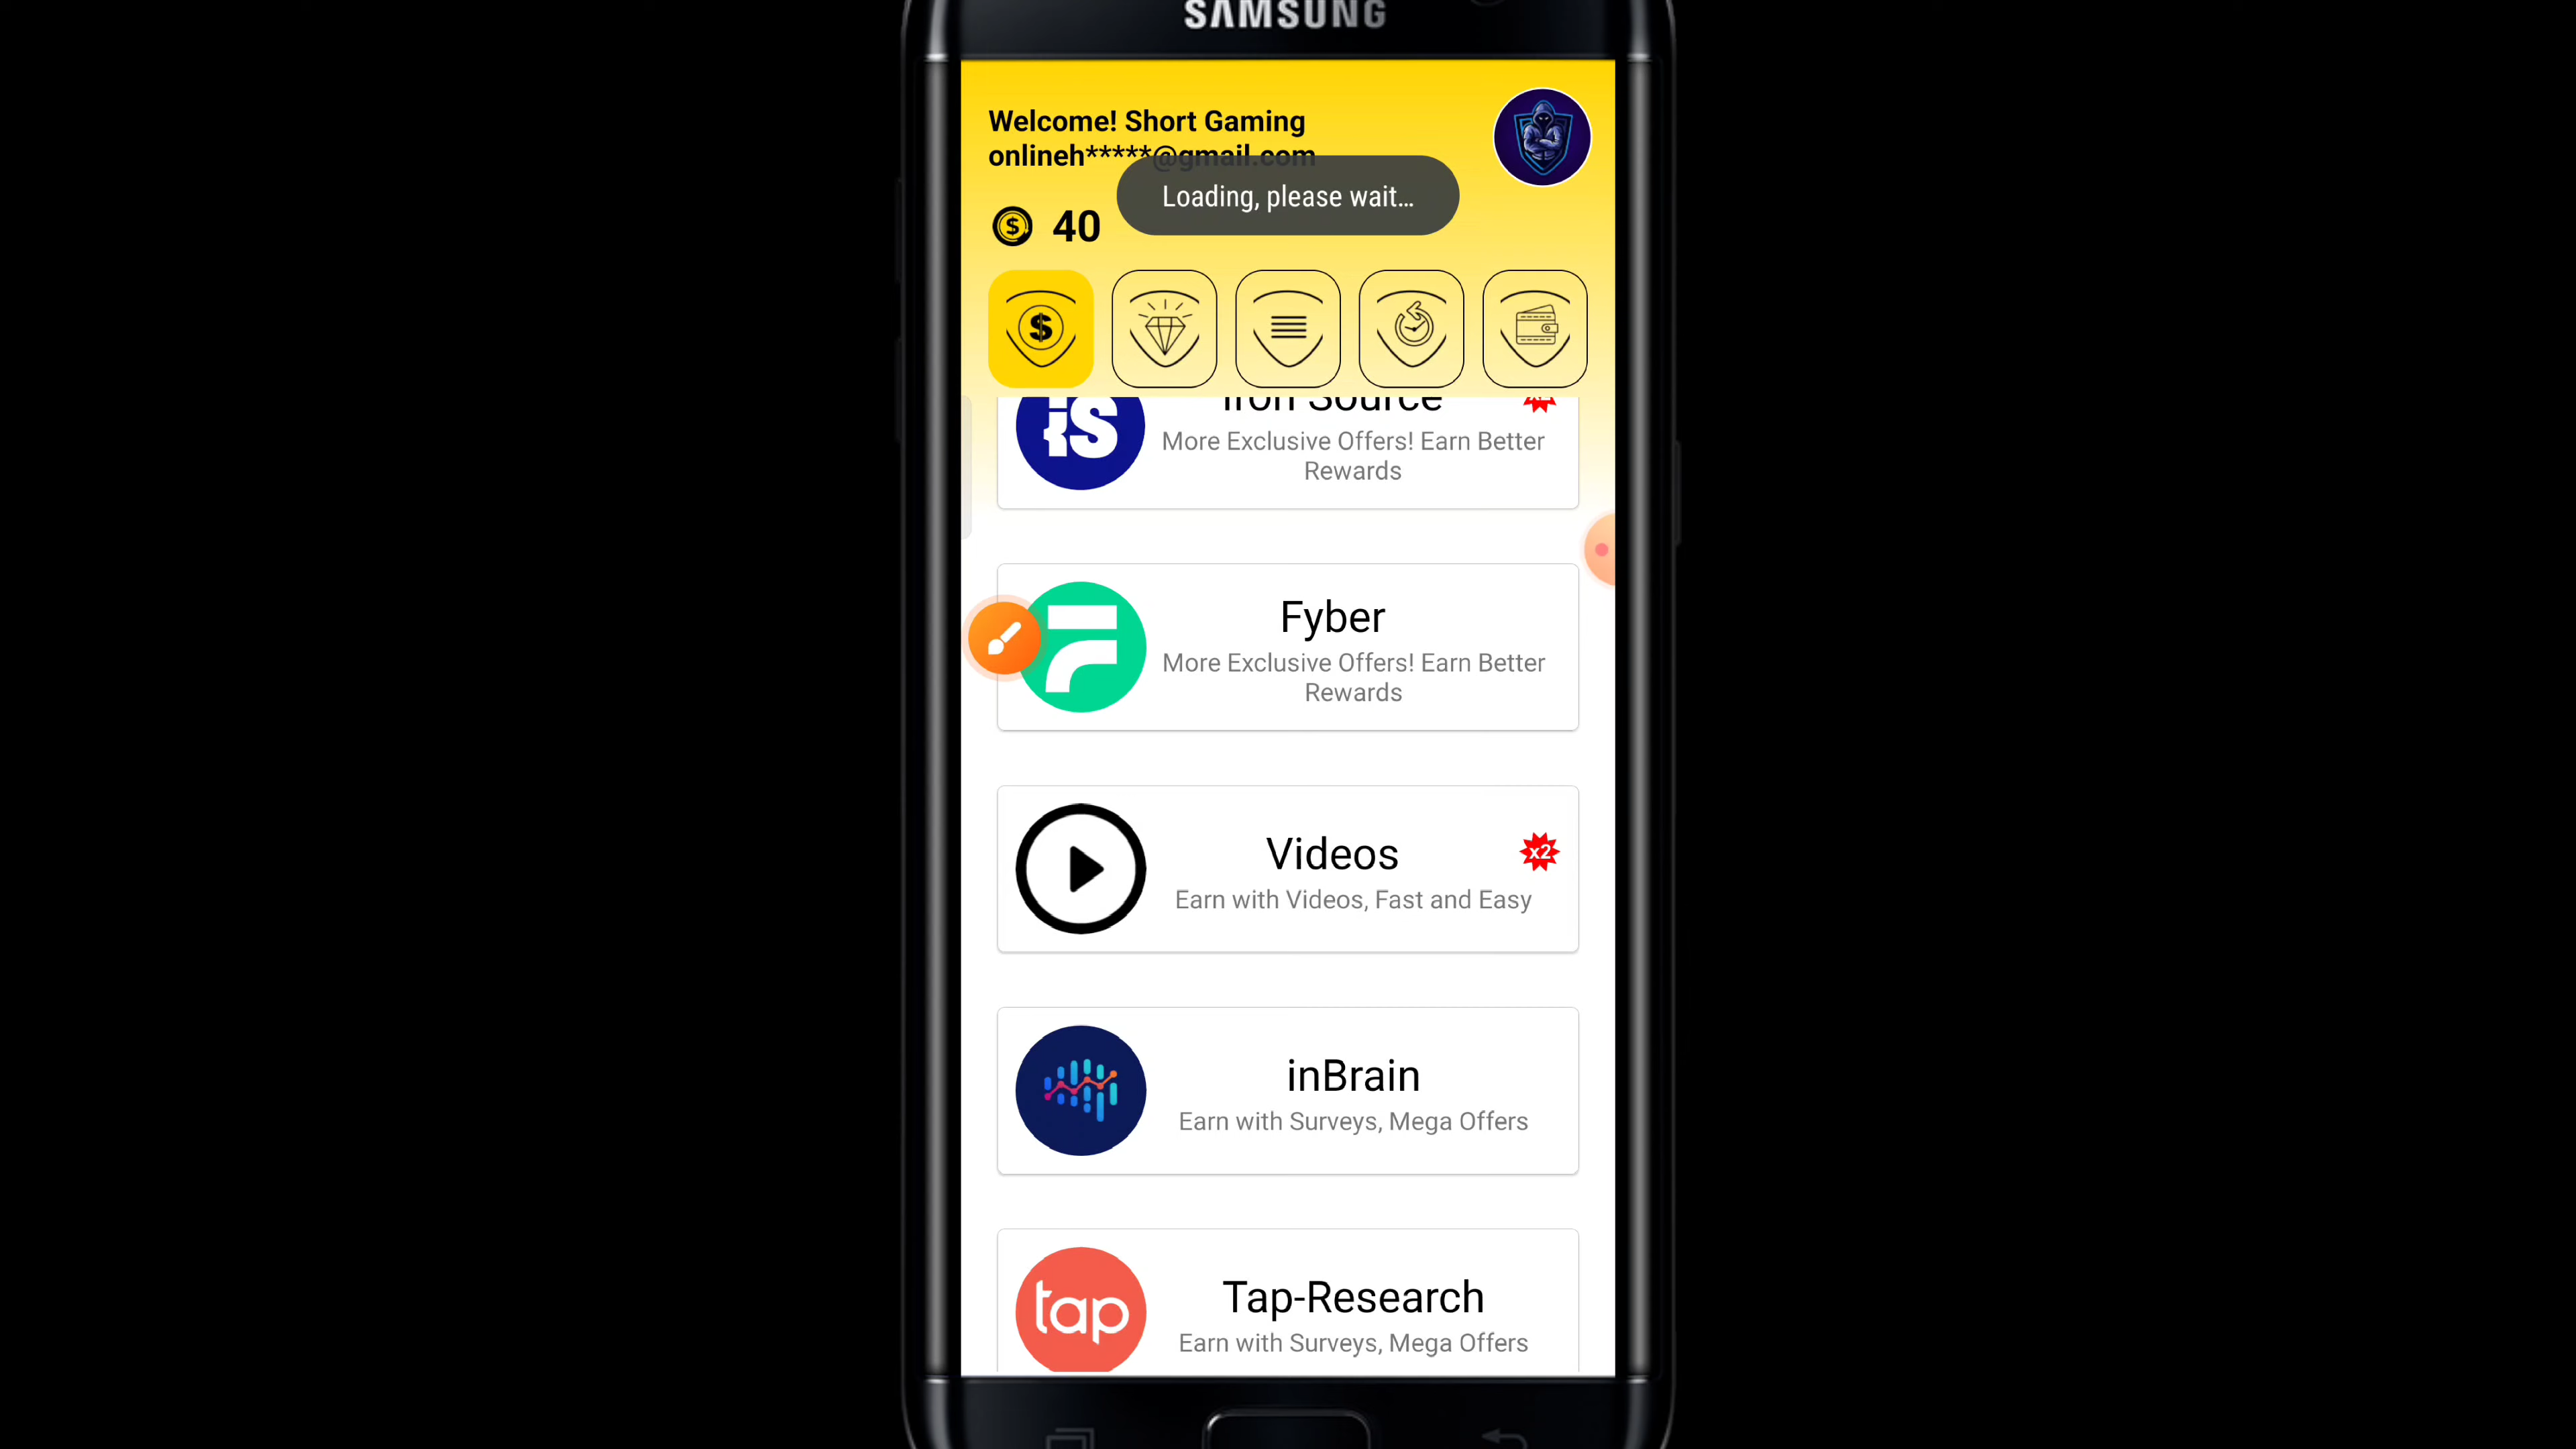 SAMSUNG
Welcome! Short Gaming
onlineh*****@gmail.com
Loading, please wait...
$ 40
$
iS
Iron Source
More Exclusive Offers! Earn Better
Rewards
Fyber
More Exclusive Offers! Earn Better
Rewards
Videos
x2
Earn with Videos, Fast and Easy
inBrain
Earn with Surveys, Mega Offers
tap
Tap-Research
Earn with Surveys, Mega Offers